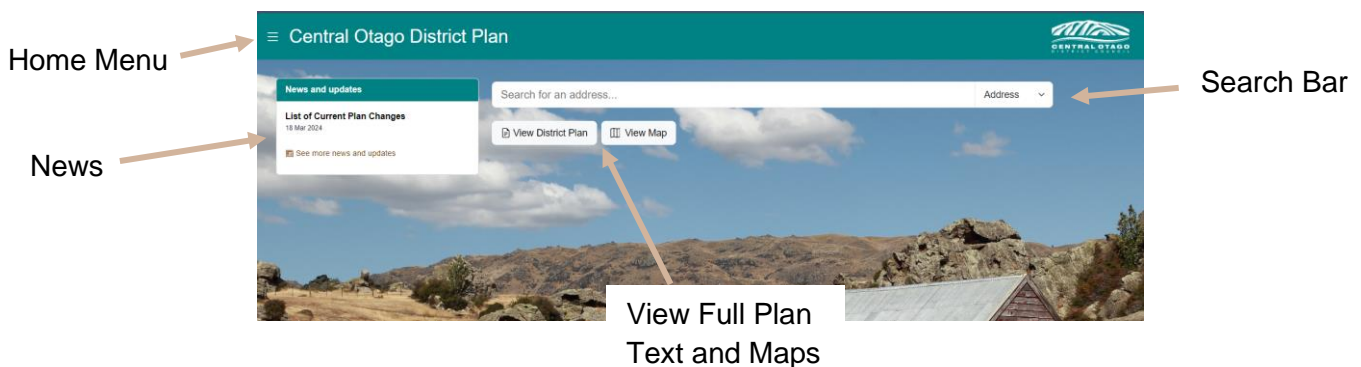 Home Menu
Central Otago District Plan
CENTRAL OTAGO
DISTRICT COUNCIL
News and updates
Search for an address...
Address
Search Bar
List of Current Plan Changes
18 Mar 2024
View District Plan
View Map
See more news and updates
News
View Full Plan
Text and Maps